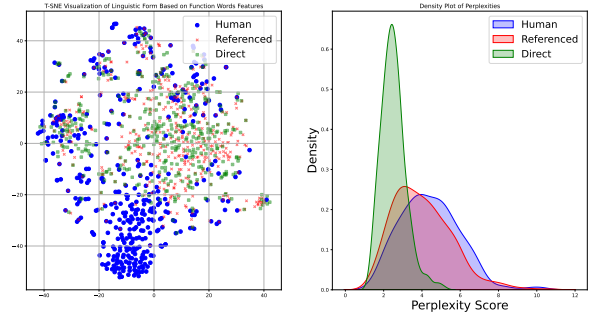 T-SNE Visualization of Linguistic Form Based on Function Words Features
Human
Referenced
Direct
40
20
0
−20
−40
−40
−20
0
20
40
Density Plot of Perplexities
Human
Referenced
Direct
Density
0.6
0.5
0.4
0.3
0.2
0.1
0.0
0
2
4
6
8
10
12
Perplexity Score